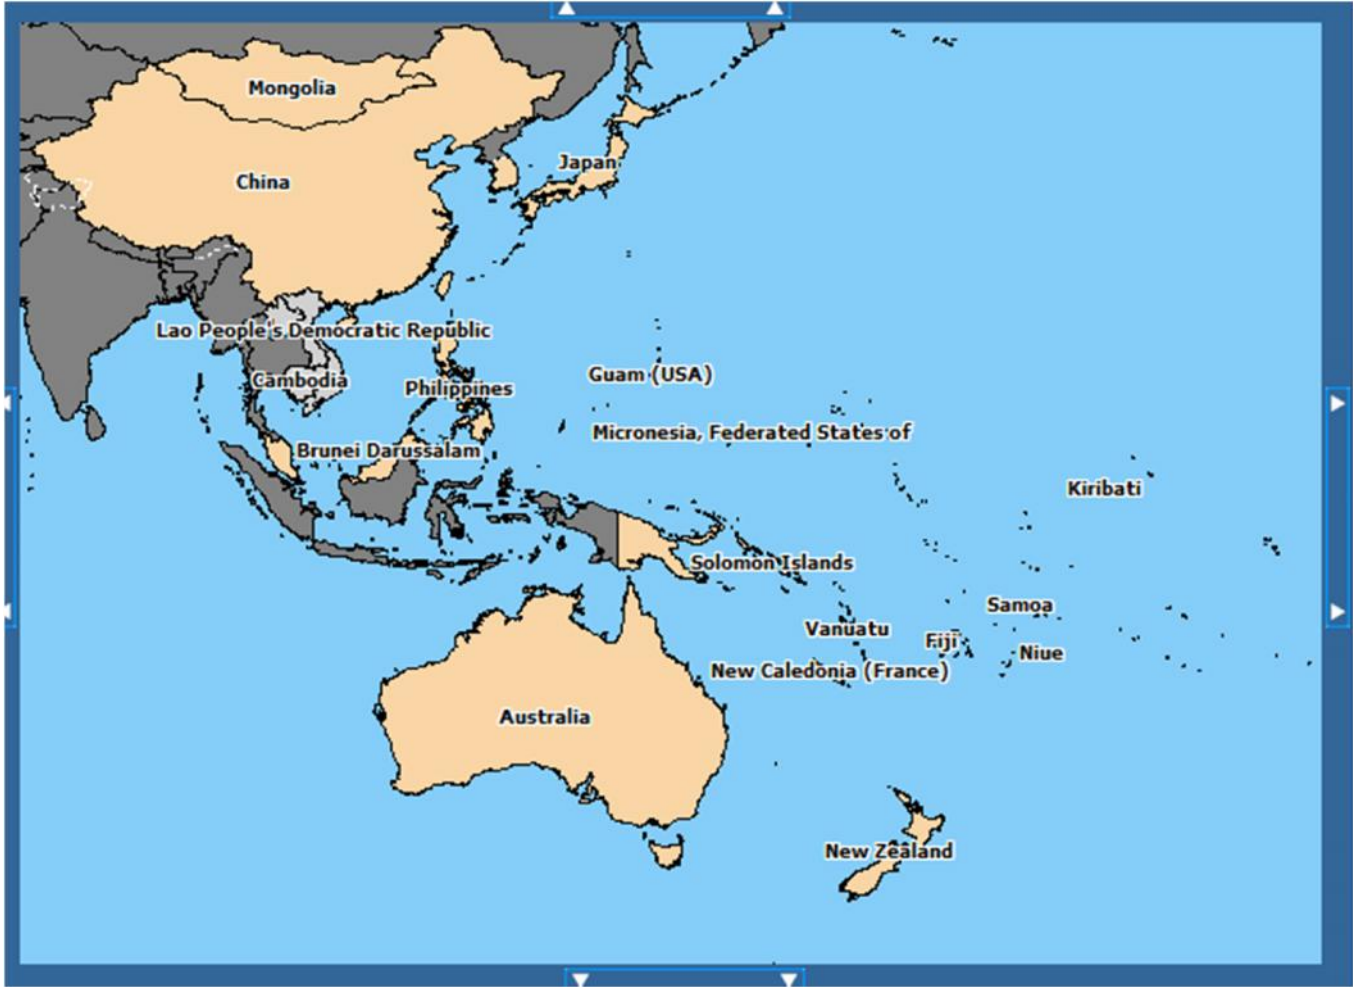 Mongolia
Japan
China
Lao People's Democratic Republic
Guam (USA)
Cambodia
Philippines
Micronesia, Federated States of
Brunei Darussalam
Kiribati
Solomon Islands
Samoa
Vanuatu
Fiji
Niue
New Caledonia (France)
Australia
New Zealand